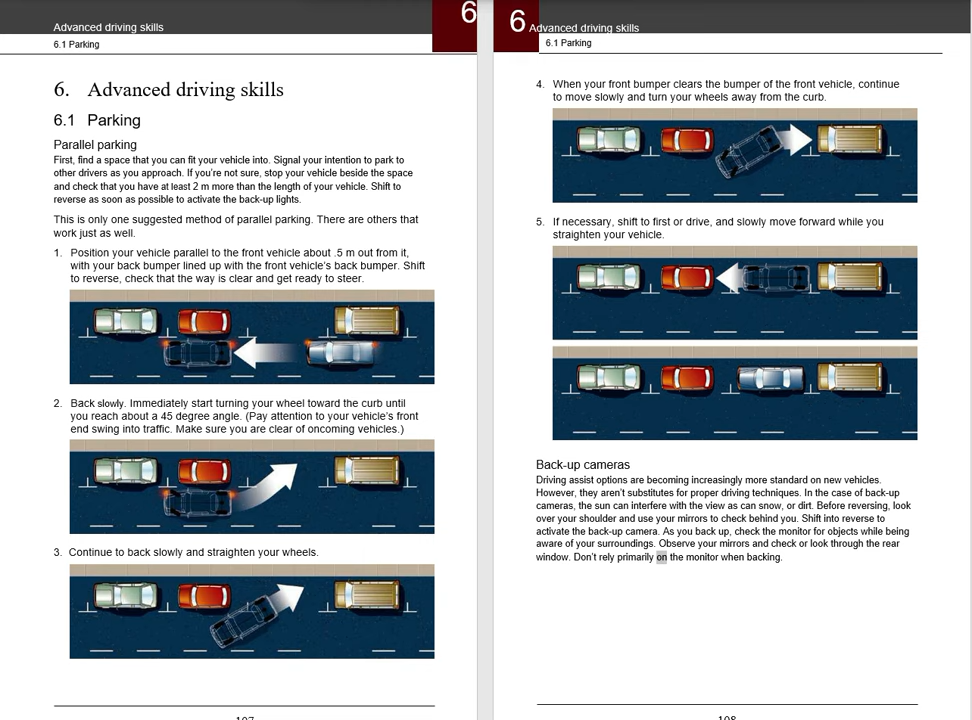 Advanced driving skills
6
6.1 Parking
6. Advanced driving skills
6.1 Parking
Parallel parking
First, find a space that you can fit your vehicle into. Signal your intention to park to
other drivers as you approach. If you're not sure, stop your vehicle beside the space
and check that you have at least 2 m more than the length of your vehicle. Shift to
reverse as soon as possible to activate the back-up lights.
This is only one suggested method of parallel parking. There are others that
work just as well.
1. Position your vehicle parallel to the front vehicle about .5 m out from it,
with your back bumper lined up with the front vehicle's back bumper. Shift
to reverse, check that the way is clear and get ready to steer.
2. Back slowly. Immediately start turning your wheel toward the curb until
you reach about a 45 degree angle. (Pay attention to your vehicle's front
end swing into traffic. Make sure you are clear of oncoming vehicles.)
3. Continue to back slowly and straighten your wheels.
107
6 Advanced driving skills
6.1 Parking
4. When your front bumper clears the bumper of the front vehicle, continue
to move slowly and turn your wheels away from the curb.
5. If necessary, shift to first or drive, and slowly move forward while you
straighten your vehicle.
Back-up cameras
Driving assist options are becoming increasingly more standard on new vehicles.
However, they aren't substitutes for proper driving techniques. In the case of back-up
cameras, the sun can interfere with the view as can snow, or dirt. Before reversing, look
over your shoulder and use your mirrors to check behind you. Shift into reverse to
activate the back-up camera. As you back up, check the monitor for objects while being
aware of your surroundings. Observe your mirrors and check or look through the rear
window. Don't rely primarily on the monitor when backing.
108